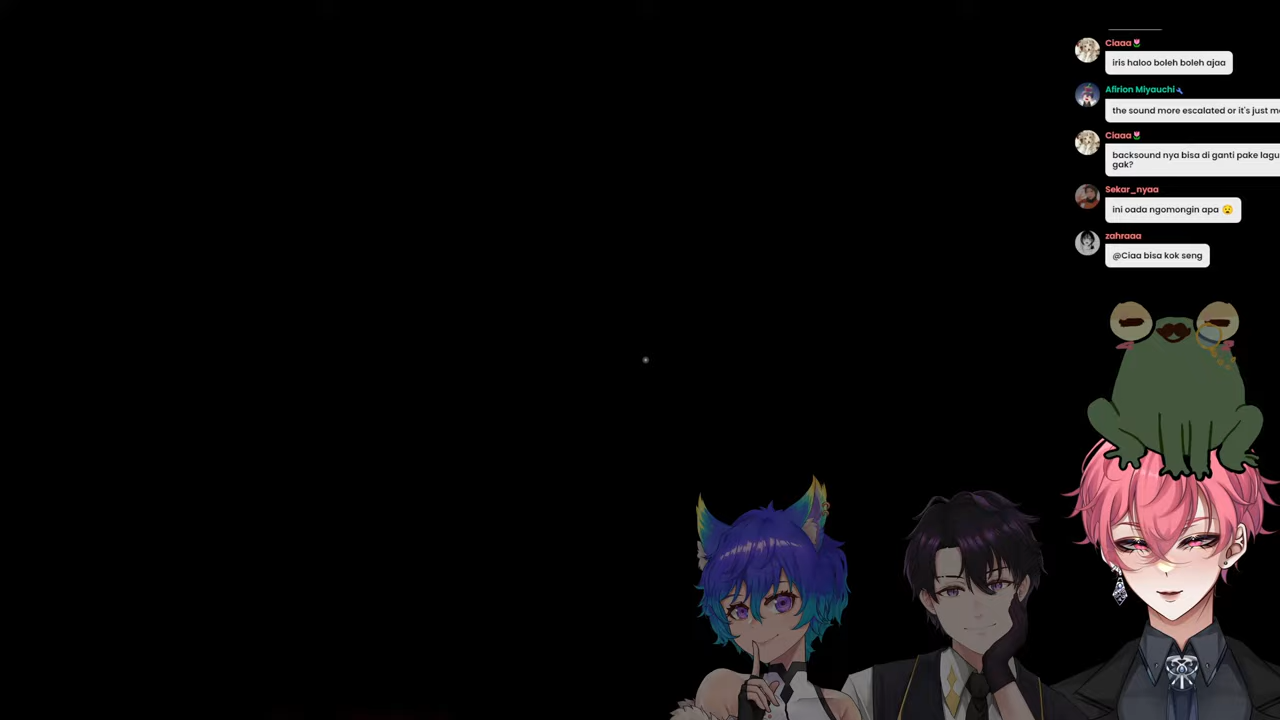 Ciaaa🌷
iris haloo boleh boleh ajaa
Afirion Miyauchi
the sound more escalated or it's just
Ciaaa🌷
backsound nya bisa di ganti pake lagu
gak?
Sekar_nyaa
ini oada ngomongin apa 😧
zahraaa
@Ciaa bisa kok seng